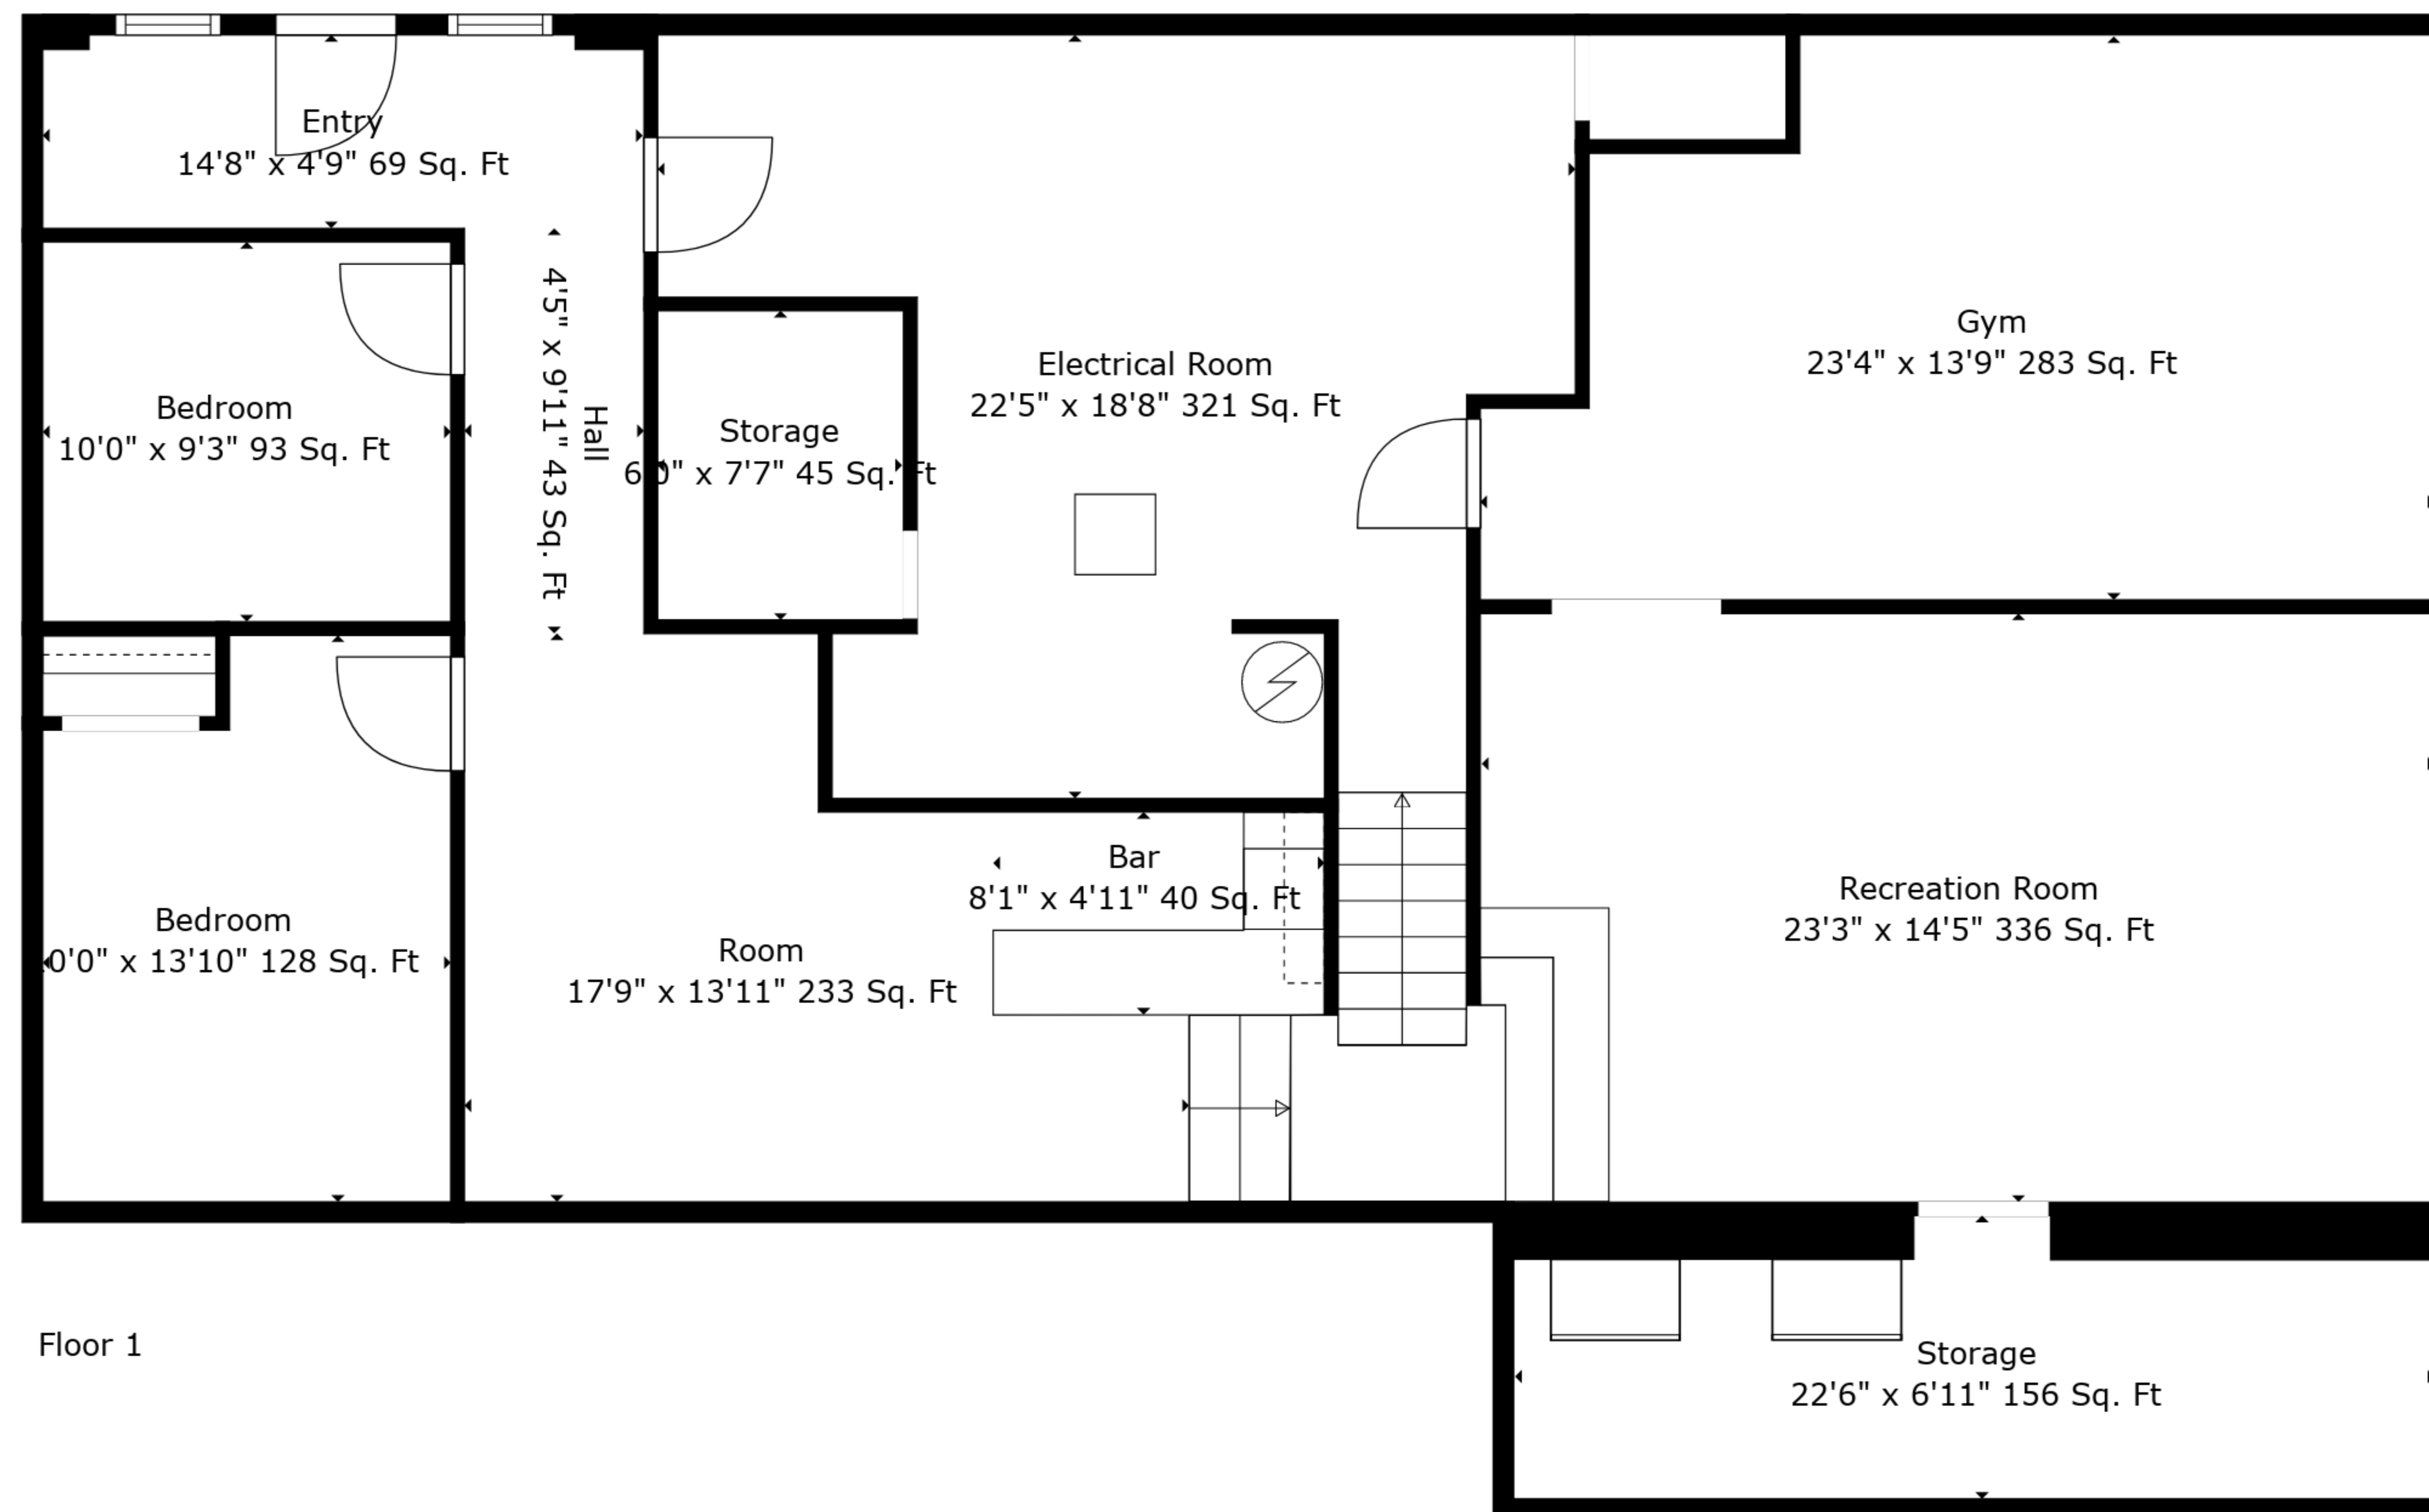 Entry
14'8" x 4'9" 69 Sq. Ft
Bedroom
10'0" x 9'3" 93 Sq. Ft
Hall
4'5" x 9'11" 43 Sq. Ft
Storage
6'0" x 7'7" 45 Sq. Ft
Electrical Room
22'5" x 18'8" 321 Sq. Ft
Gym
23'4" x 13'9" 283 Sq. Ft
Bedroom
0'0" x 13'10" 128 Sq. Ft
Room
17'9" x 13'11" 233 Sq. Ft
Bar
8'1" x 4'11" 40 Sq. Ft
Recreation Room
23'3" x 14'5" 336 Sq. Ft
Storage
22'6" x 6'11" 156 Sq. Ft
Floor 1